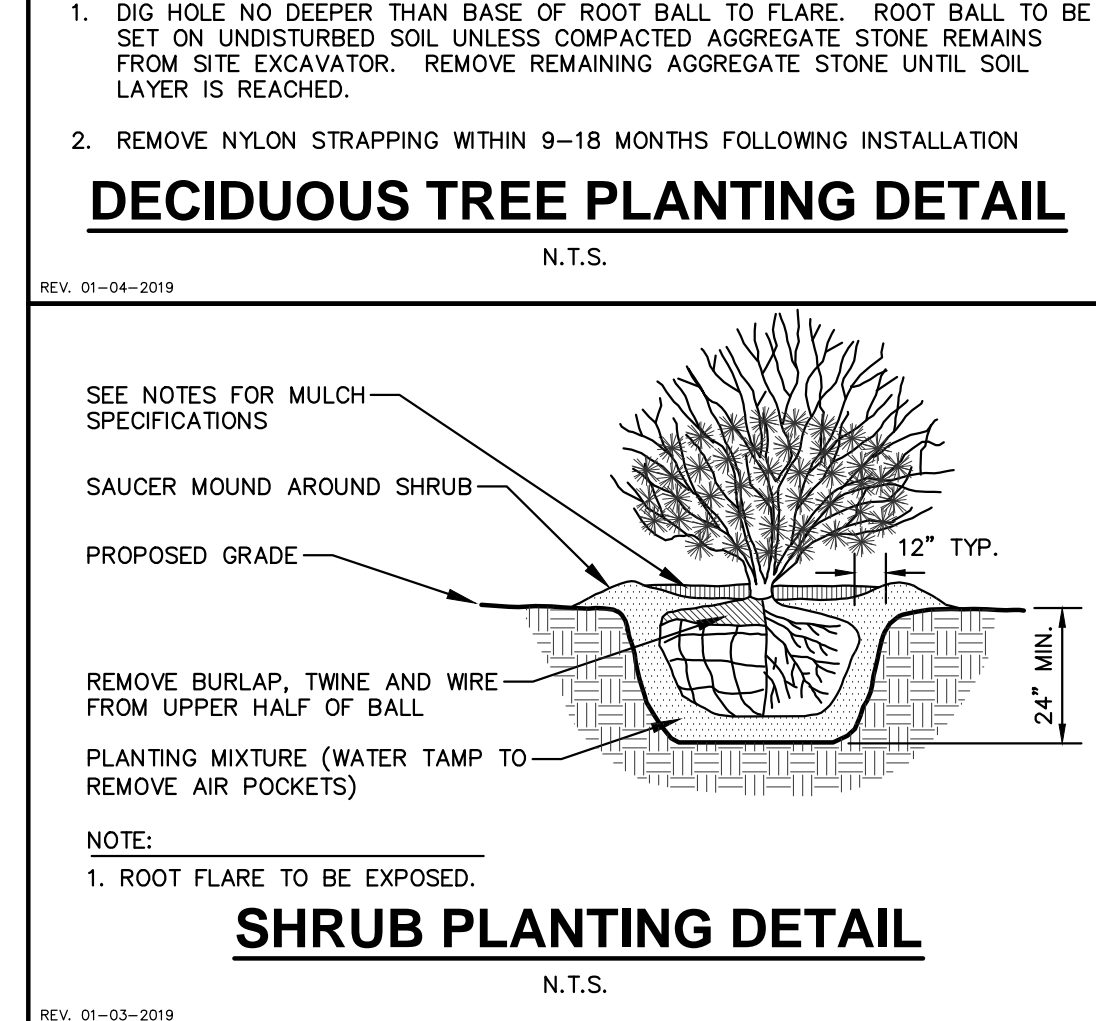 1. DIG HOLE NO DEEPER THAN BASE OF ROOT BALL TO FLARE. ROOT BALL TO BE
SET ON UNDISTURBED SOIL UNLESS COMPACTED AGGREGATE STONE REMAINS
FROM SITE EXCAVATOR. REMOVE REMAINING AGGREGATE STONE UNTIL SOIL
LAYER IS REACHED.
2. REMOVE NYLON STRAPPING WITHIN 9–18 MONTHS FOLLOWING INSTALLATION
DECIDUOUS TREE PLANTING DETAIL
N.T.S.
REV. 01–04–2019
SEE NOTES FOR MULCH
SPECIFICATIONS
SAUCER MOUND AROUND SHRUB
PROPOSED GRADE
12” TYP.
24” MIN.
REMOVE BURLAP, TWINE AND WIRE
FROM UPPER HALF OF BALL
PLANTING MIXTURE (WATER TAMP TO
REMOVE AIR POCKETS)
NOTE:
1. ROOT FLARE TO BE EXPOSED.
SHRUB PLANTING DETAIL
N.T.S.
REV. 01–03–2019